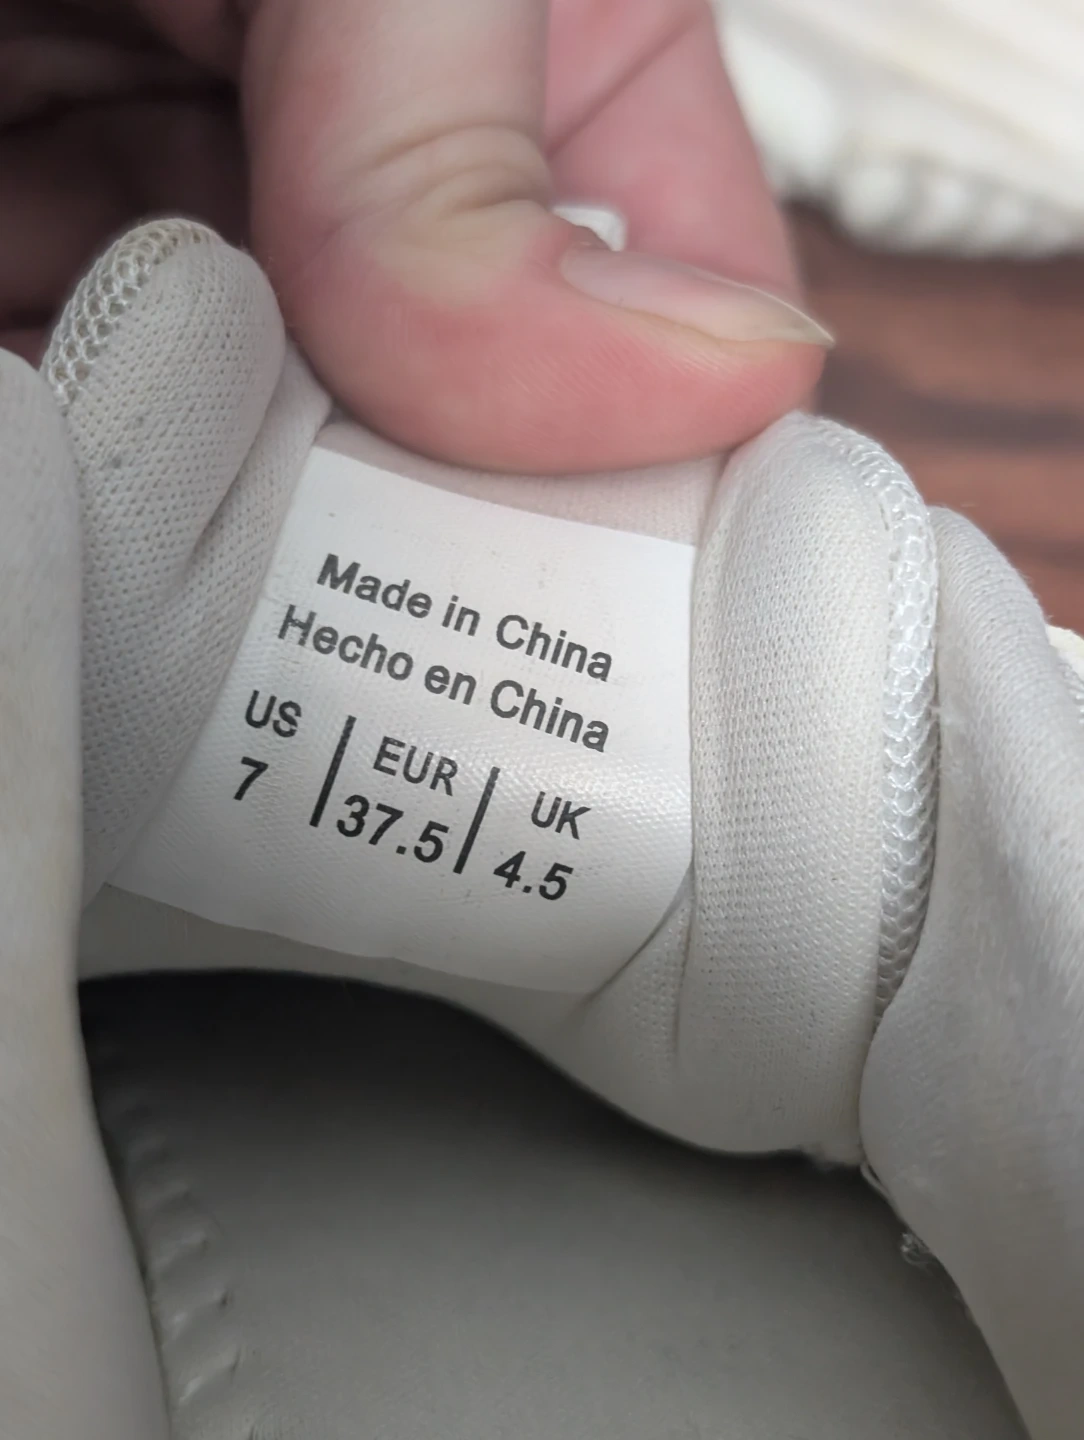 Made in China
Hecho en China
US | EUR | UK
7 | 37.5 | 4.5